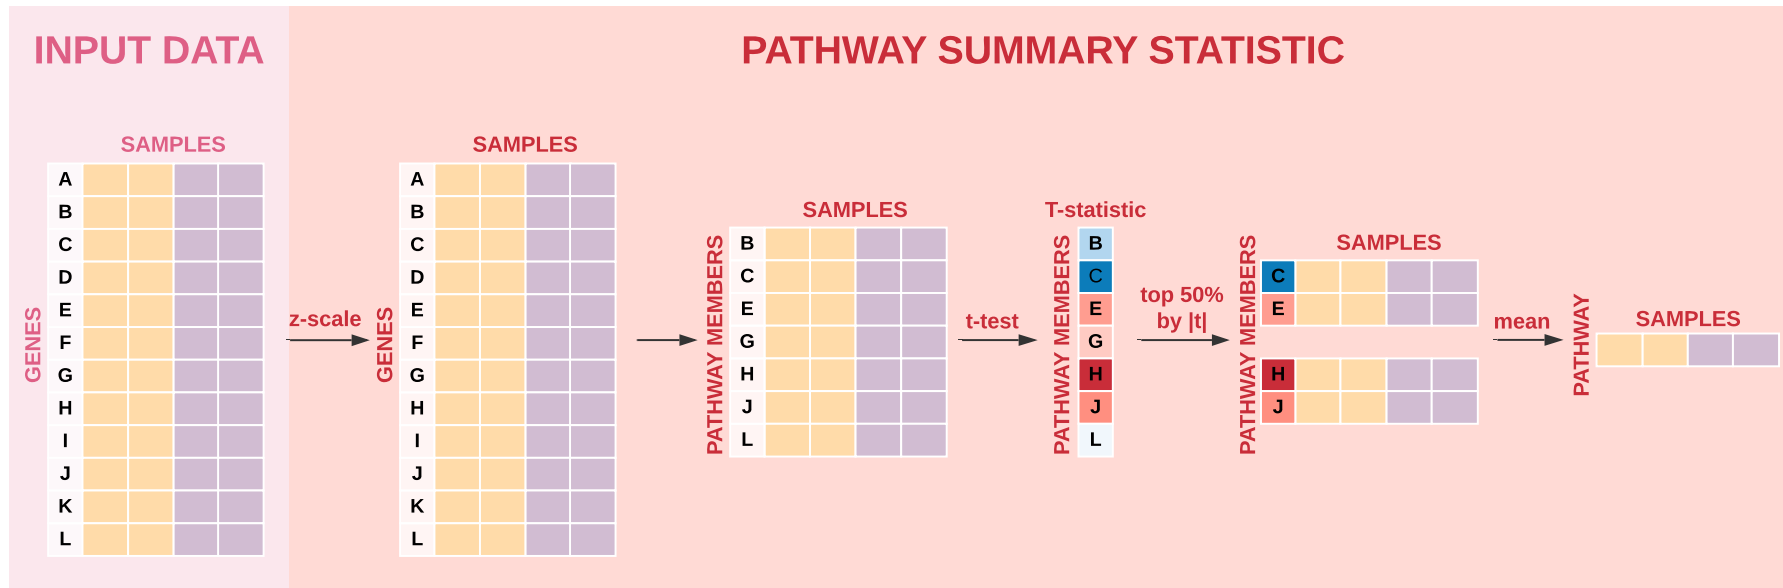 INPUT DATA
PATHWAY SUMMARY STATISTIC
SAMPLES
GENES
A
B
C
D
E
F
G
H
I
J
K
L
z-scale
SAMPLES
GENES
A
B
C
D
E
F
G
H
I
J
K
L
SAMPLES
PATHWAY MEMBERS
B
C
E
G
H
J
L
t-test
T-statistic
PATHWAY MEMBERS
B
C
E
G
H
J
L
top 50%
by |t|
SAMPLES
PATHWAY MEMBERS
C
E
H
J
mean
SAMPLES
PATHWAY